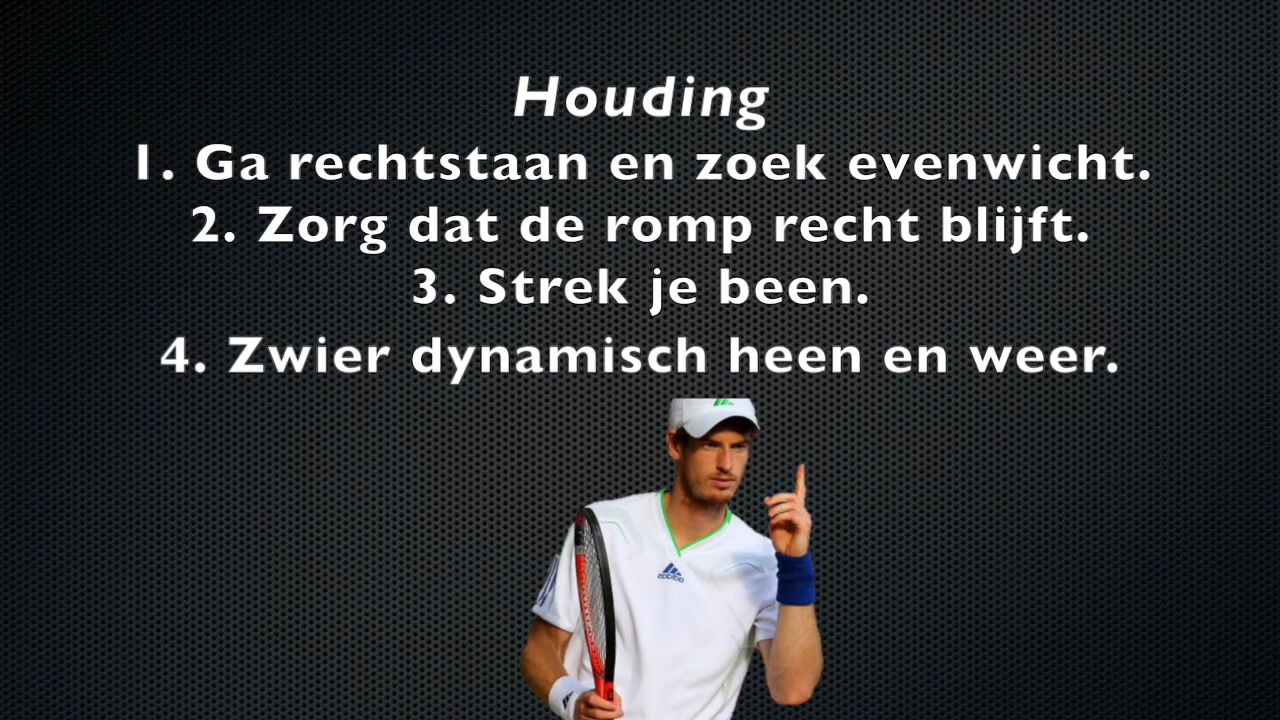 Houding
1. Ga rechtstaan en zoek evenwicht.
2. Zorg dat de romp recht blijft.
3. Strek je been.
4. Zwier dynamisch heen en weer.